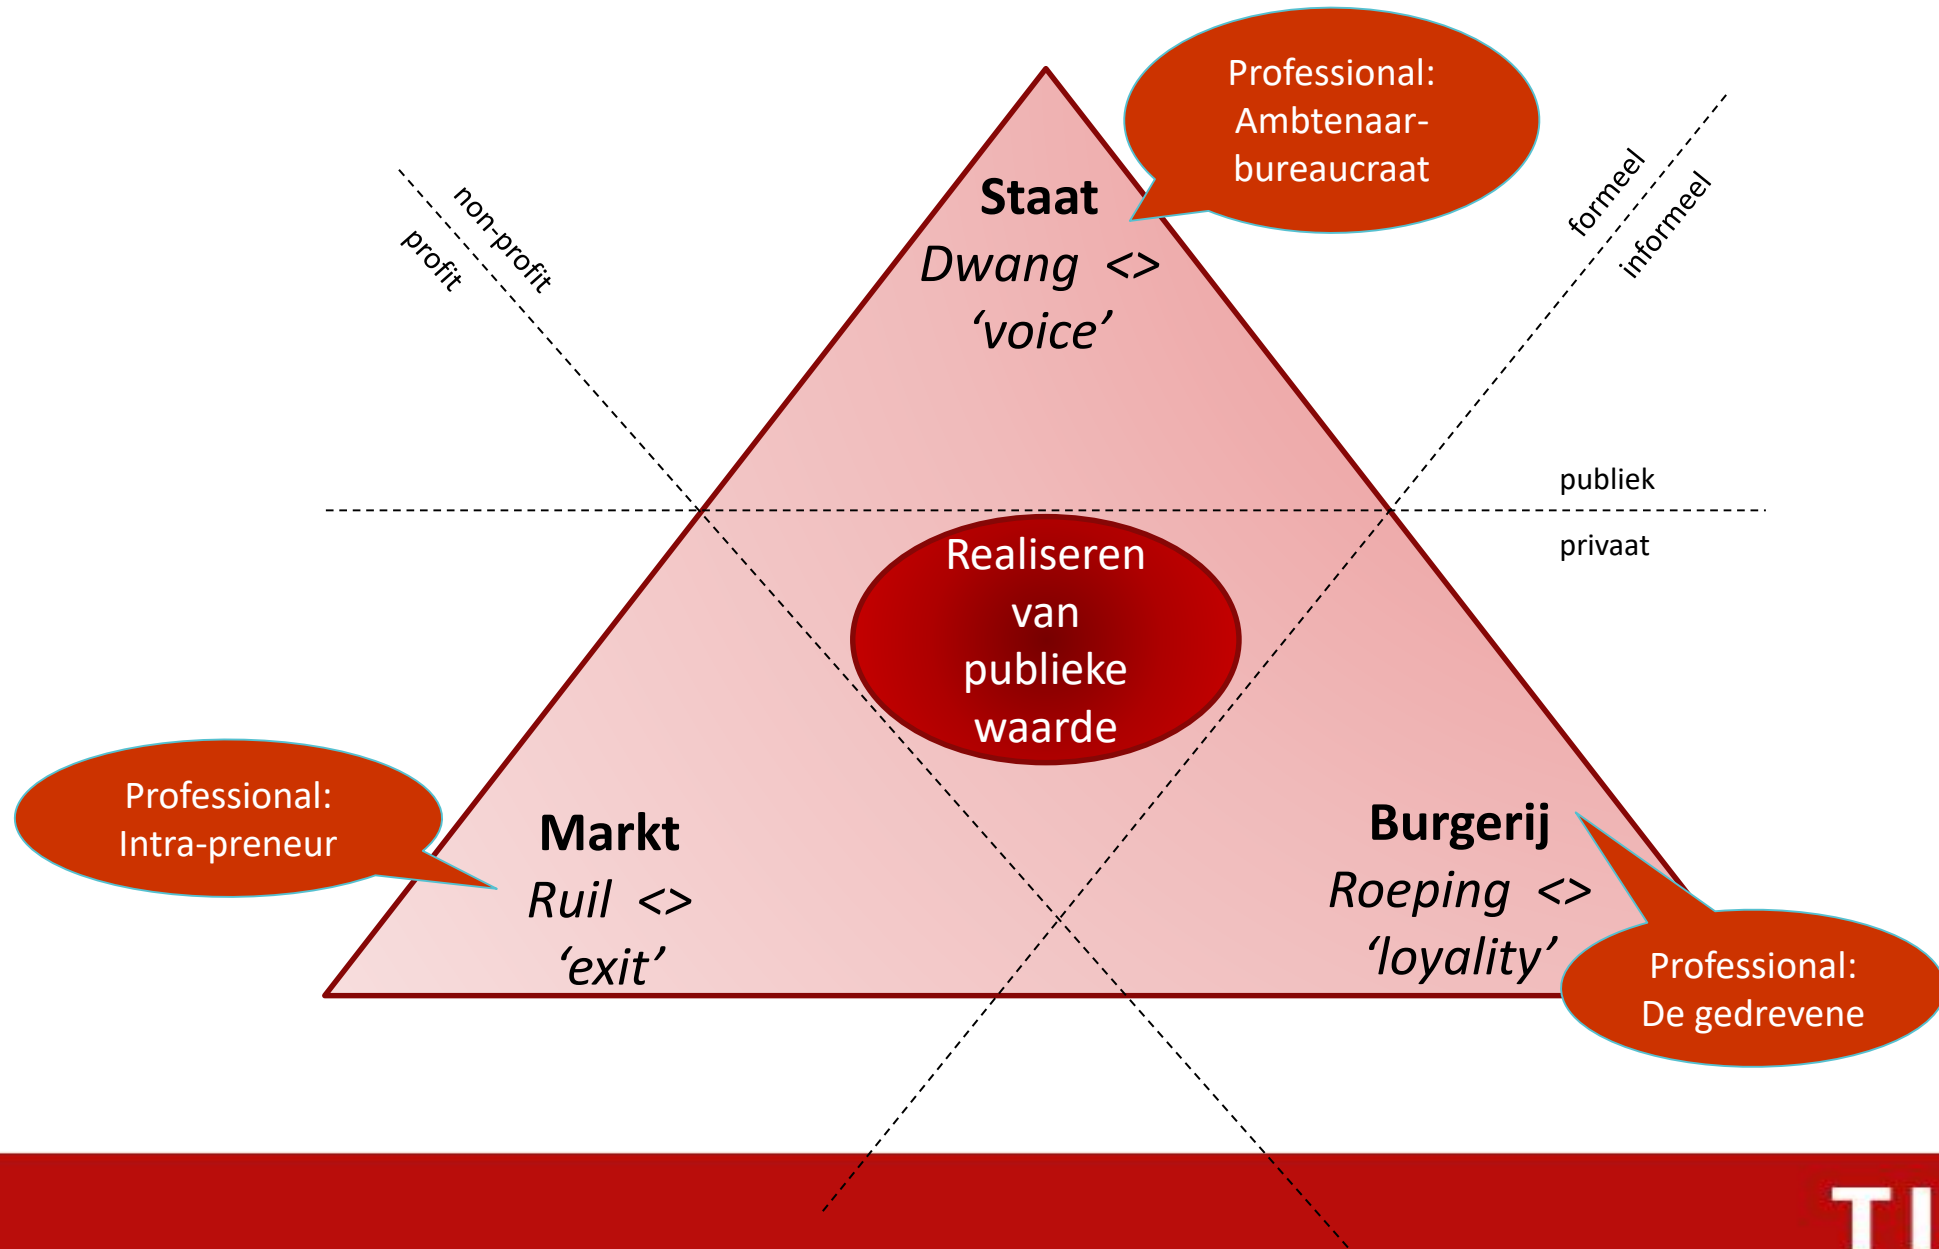 Professional:
Ambtenaar-
bureaucraat
Staat
Dwang <>
‘voice’
non-profit
profit
formeel
informeel
publiek
privaat
Realiseren
van
publieke
waarde
Professional:
Intra-preneur
Markt
Ruil <>
‘exit’
Burgerij
Roeping <>
‘loyality’
Professional:
De gedrevene